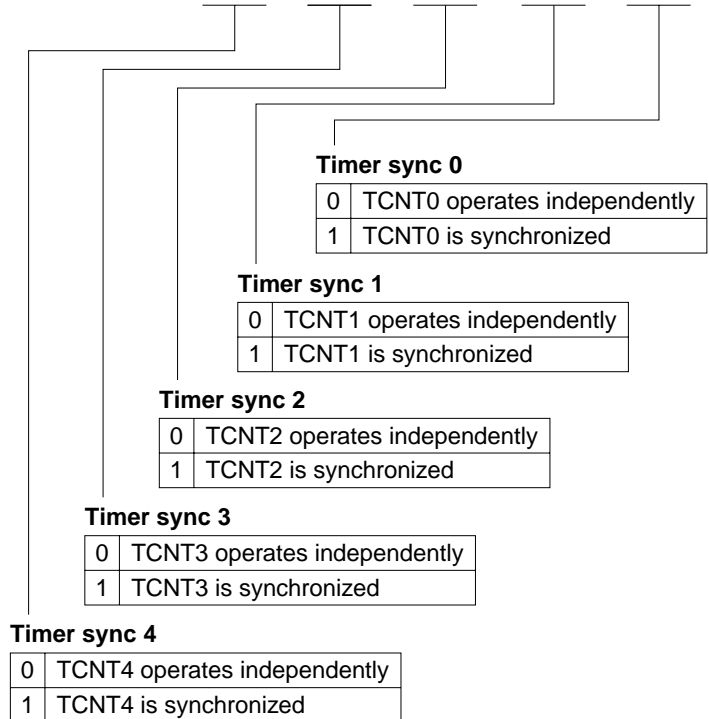 Timer sync 0
0 TCNT0 operates independently
1 TCNT0 is synchronized
Timer sync 1
0 TCNT1 operates independently
1 TCNT1 is synchronized
Timer sync 2
0 TCNT2 operates independently
1 TCNT2 is synchronized
Timer sync 3
0 TCNT3 operates independently
1 TCNT3 is synchronized
Timer sync 4
0 TCNT4 operates independently
1 TCNT4 is synchronized